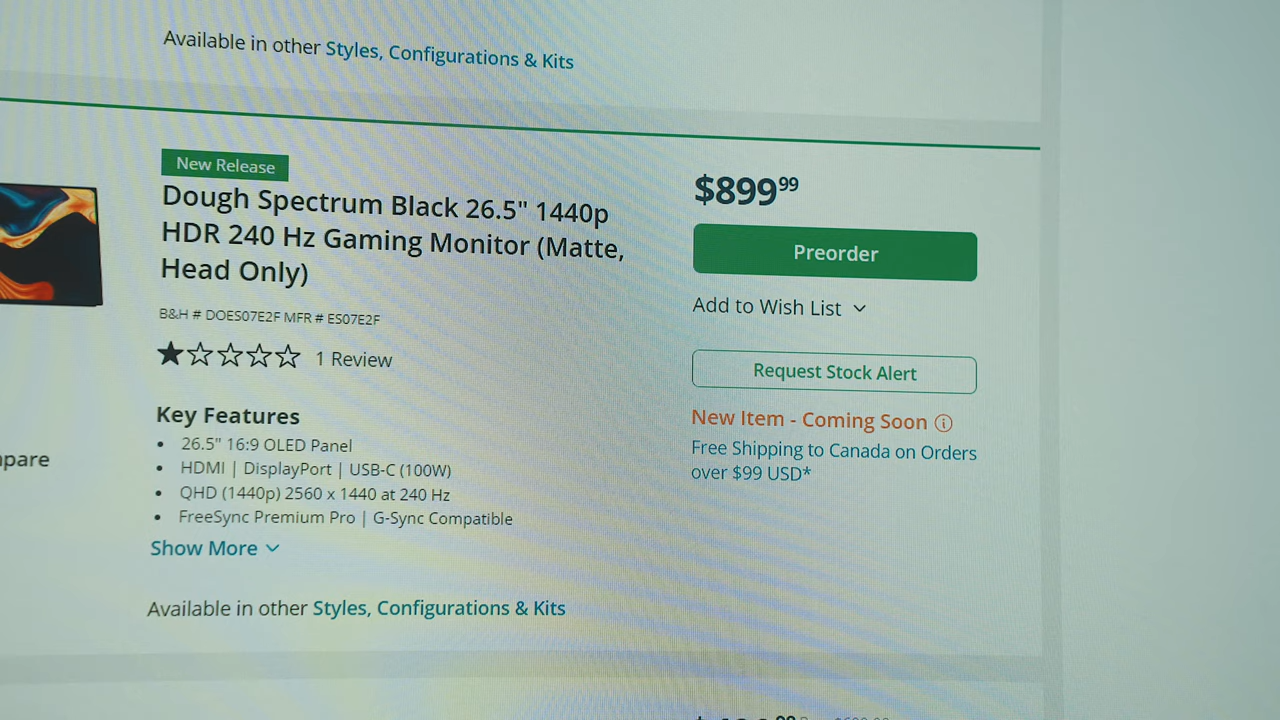 Available in other Styles, Configurations & Kits
New Release
Dough Spectrum Black 26.5" 1440p
HDR 240 Hz Gaming Monitor (Matte,
Head Only)
B&H # DOES07E2F MFR # ES07E2F
1 Review
Key Features
• 26.5" 16:9 OLED Panel
• HDMI | DisplayPort | USB-C (100W)
• QHD (1440p) 2560 x 1440 at 240 Hz
• FreeSync Premium Pro | G-Sync Compatible
Show More
Available in other Styles, Configurations & Kits
$899.99
Preorder
Add to Wish List
Request Stock Alert
New Item - Coming Soon
Free Shipping to Canada on Orders
over $99 USD*